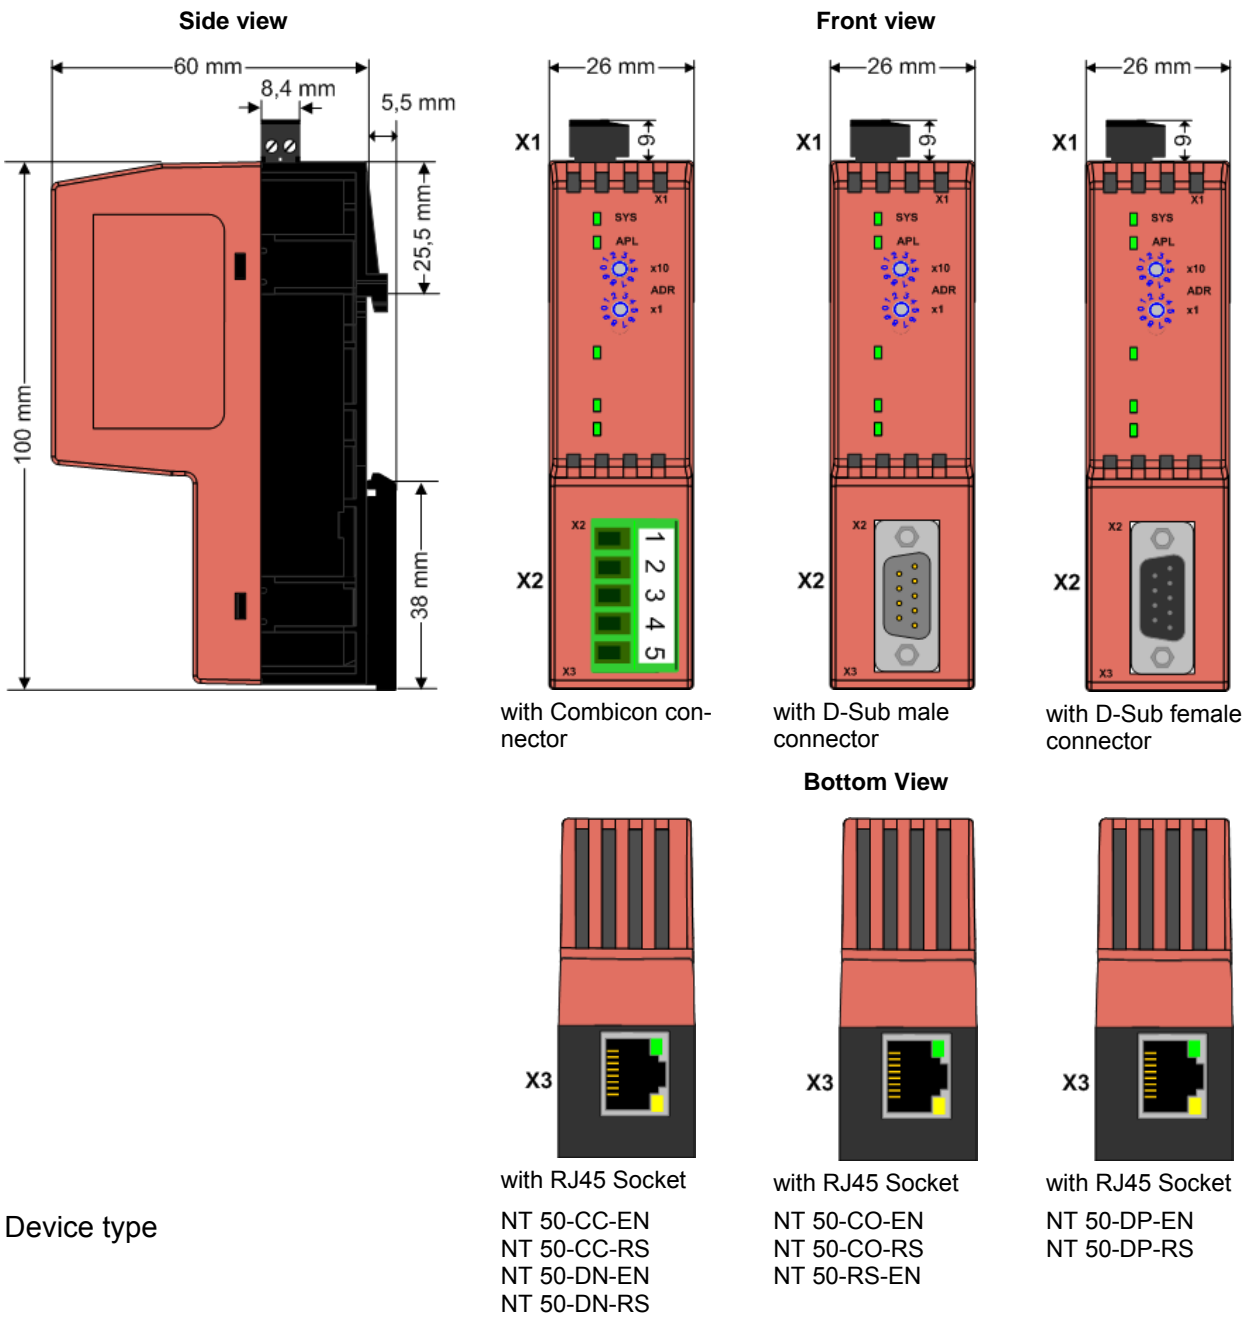 Side view
Front view
60 mm
8,4 mm
5,5 mm
25,5 mm
100 mm
38 mm
26 mm
26 mm
26 mm
X1
9
X1
9
X1
9
X1
SYS
APL
x10
ADR
x1
X1
SYS
APL
x10
ADR
x1
X1
SYS
APL
x10
ADR
x1
X2
X2
1
2
3
4
5
X3
X2
X2
X3
X2
X2
X3
with Combicon con-
nector
with D-Sub male
connector
with D-Sub female
connector
Bottom View
X3
X3
X3
with RJ45 Socket
with RJ45 Socket
with RJ45 Socket
Device type
NT 50-CC-EN
NT 50-CC-RS
NT 50-DN-EN
NT 50-DN-RS
NT 50-CO-EN
NT 50-CO-RS
NT 50-RS-EN
NT 50-DP-EN
NT 50-DP-RS